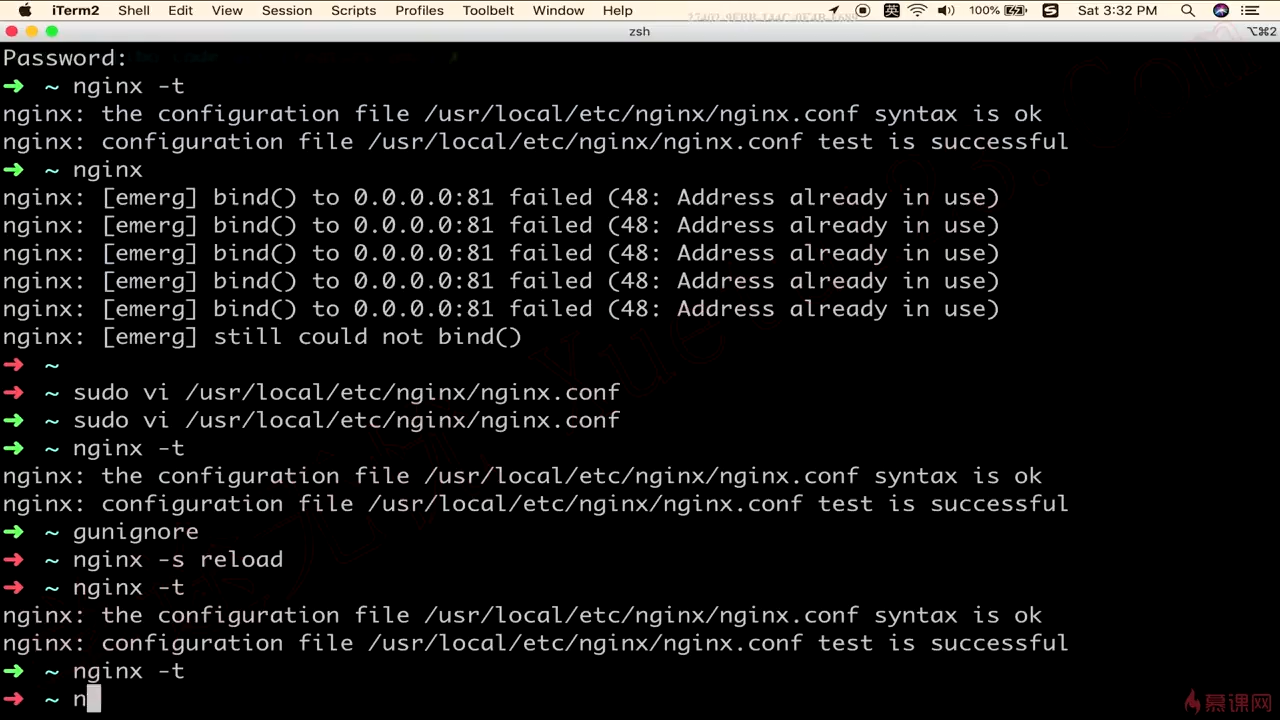 iTerm2 Shell Edit View Session Scripts Profiles Toolbelt Window Help 英 100% S Sat 3:32 PM
zsh ⌥⌘2
Password:
➜ ~ nginx -t
nginx: the configuration file /usr/local/etc/nginx/nginx.conf syntax is ok
nginx: configuration file /usr/local/etc/nginx/nginx.conf test is successful
➜ ~ nginx
nginx: [emerg] bind() to 0.0.0.0:81 failed (48: Address already in use)
nginx: [emerg] bind() to 0.0.0.0:81 failed (48: Address already in use)
nginx: [emerg] bind() to 0.0.0.0:81 failed (48: Address already in use)
nginx: [emerg] bind() to 0.0.0.0:81 failed (48: Address already in use)
nginx: [emerg] bind() to 0.0.0.0:81 failed (48: Address already in use)
nginx: [emerg] still could not bind()
➜ ~
➜ ~ sudo vi /usr/local/etc/nginx/nginx.conf
➜ ~ sudo vi /usr/local/etc/nginx/nginx.conf
➜ ~ nginx -t
nginx: the configuration file /usr/local/etc/nginx/nginx.conf syntax is ok
nginx: configuration file /usr/local/etc/nginx/nginx.conf test is successful
➜ ~ gunignore
➜ ~ nginx -s reload
➜ ~ nginx -t
nginx: the configuration file /usr/local/etc/nginx/nginx.conf syntax is ok
nginx: configuration file /usr/local/etc/nginx/nginx.conf test is successful
➜ ~ nginx -t
➜ ~ n
慕课网